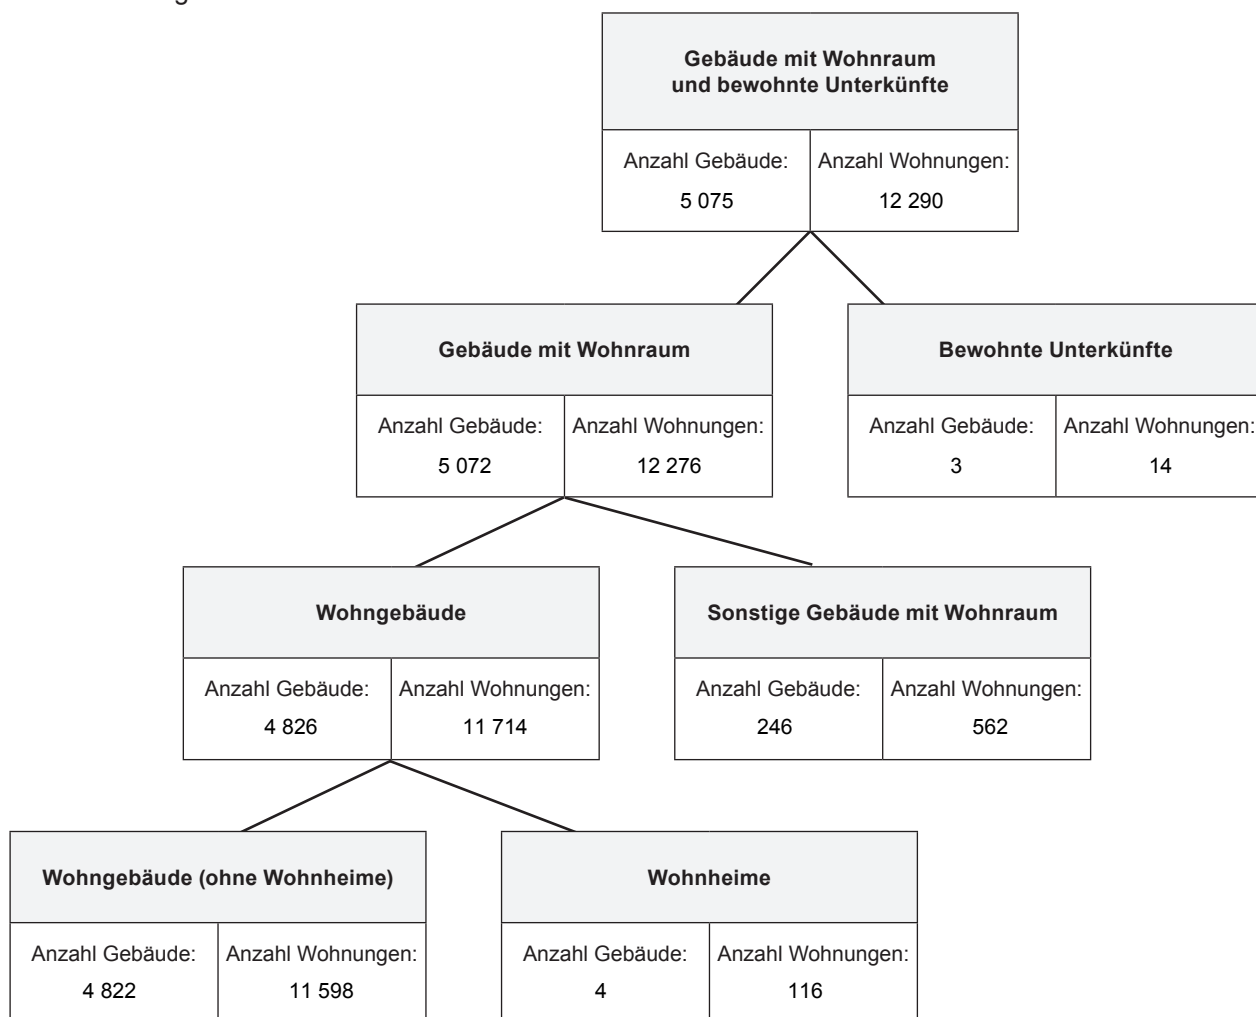 Gebäude mit Wohnraum
und bewohnte Unterkünfte
Anzahl Gebäude:
5 075
Anzahl Wohnungen:
12 290
Gebäude mit Wohnraum
Anzahl Gebäude:
5 072
Anzahl Wohnungen:
12 276
Bewohnte Unterkünfte
Anzahl Gebäude:
3
Anzahl Wohnungen:
14
Wohngebäude
Anzahl Gebäude:
4 826
Anzahl Wohnungen:
11 714
Sonstige Gebäude mit Wohnraum
Anzahl Gebäude:
246
Anzahl Wohnungen:
562
Wohngebäude (ohne Wohnheime)
Anzahl Gebäude:
4 822
Anzahl Wohnungen:
11 598
Wohnheime
Anzahl Gebäude:
4
Anzahl Wohnungen:
116